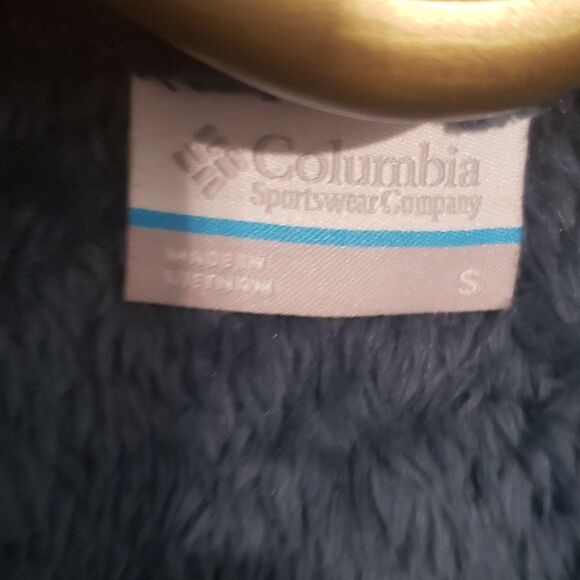 Columbia
Sportswear Company
MADE IN
VIETNAM
S